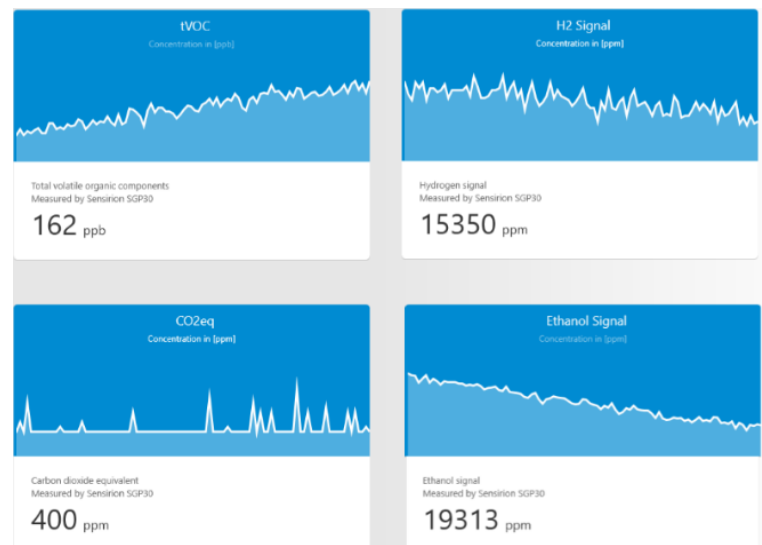 tVOC
Concentration in [ppb]
Total volatile organic components
Measured by Sensirion SGP30
162 ppb
H2 Signal
Concentration in [ppm]
Hydrogen signal
Measured by Sensirion SGP30
15350 ppm
CO2eq
Concentration in [ppm]
Carbon dioxide equivalent
Measured by Sensirion SGP30
400 ppm
Ethanol Signal
Concentration in [ppm]
Ethanol signal
Measured by Sensirion SGP30
19313 ppm